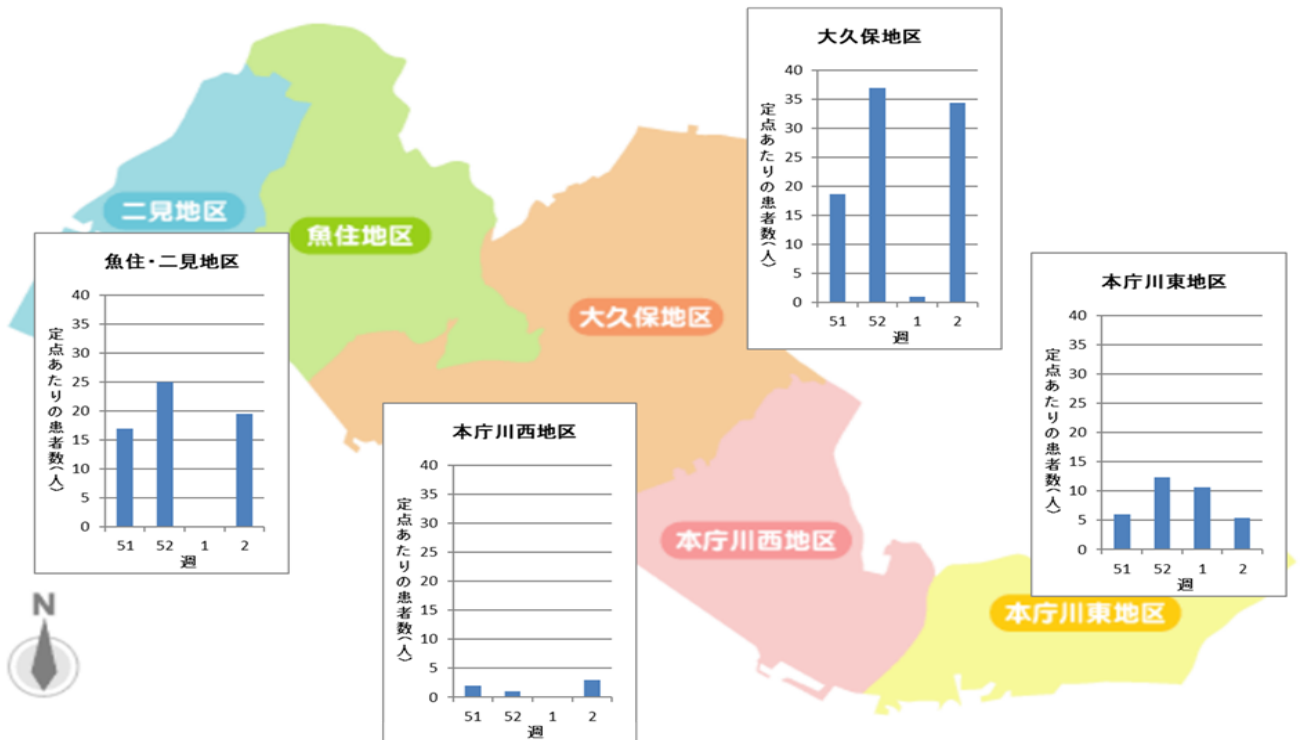 二見地区
魚住地区
大久保地区
本庁川西地区
本庁川東地区
N
魚住・二見地区
定点あたりの患者数(人)
40
35
30
25
20
15
10
5
0
51 52 1 2
週
本庁川西地区
定点あたりの患者数(人)
40
35
30
25
20
15
10
5
0
51 52 1 2
週
大久保地区
定点あたりの患者数(人)
40
35
30
25
20
15
10
5
0
51 52 1 2
週
本庁川東地区
定点あたりの患者数(人)
40
35
30
25
20
15
10
5
0
51 52 1 2
週